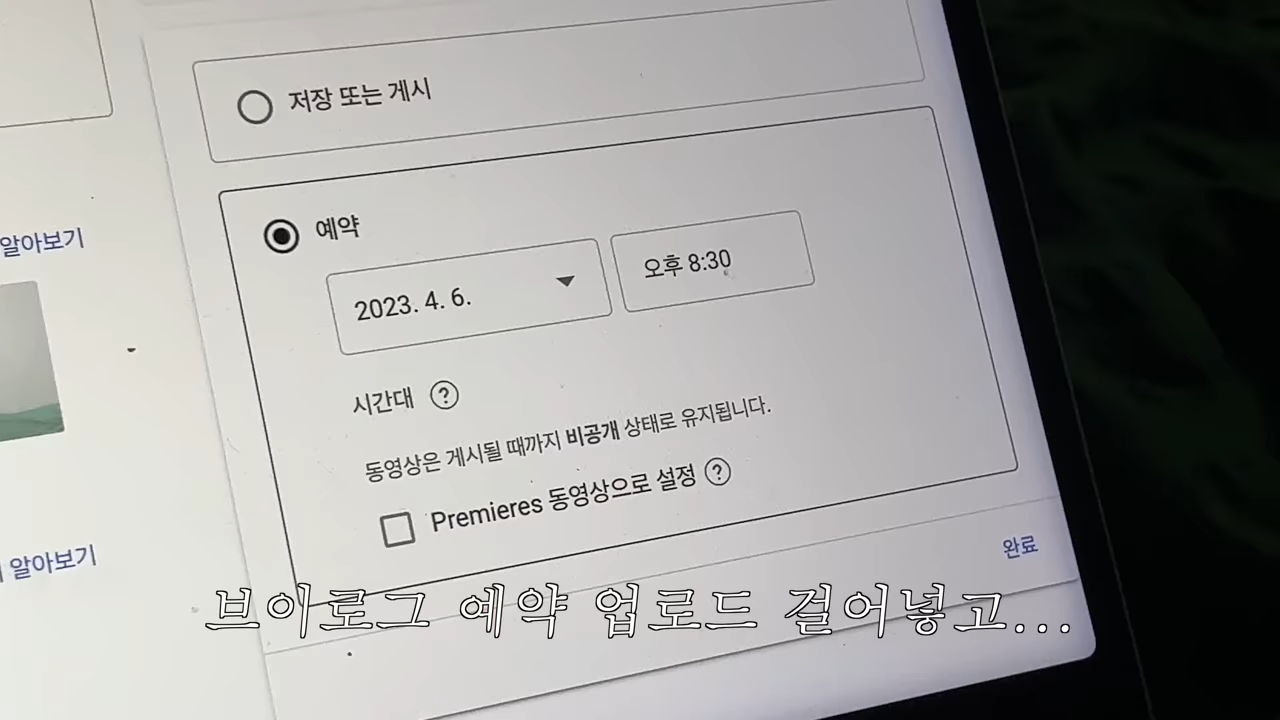 저장 또는 게시
예약
2023. 4. 6.
오후 8:30
알아보기
시간대 ?
동영상은 게시될 때까지 비공개 상태로 유지됩니다.
Premieres 동영상으로 설정 ?
완료
알아보기
브이로그 예약 업로드 걸어넣고...